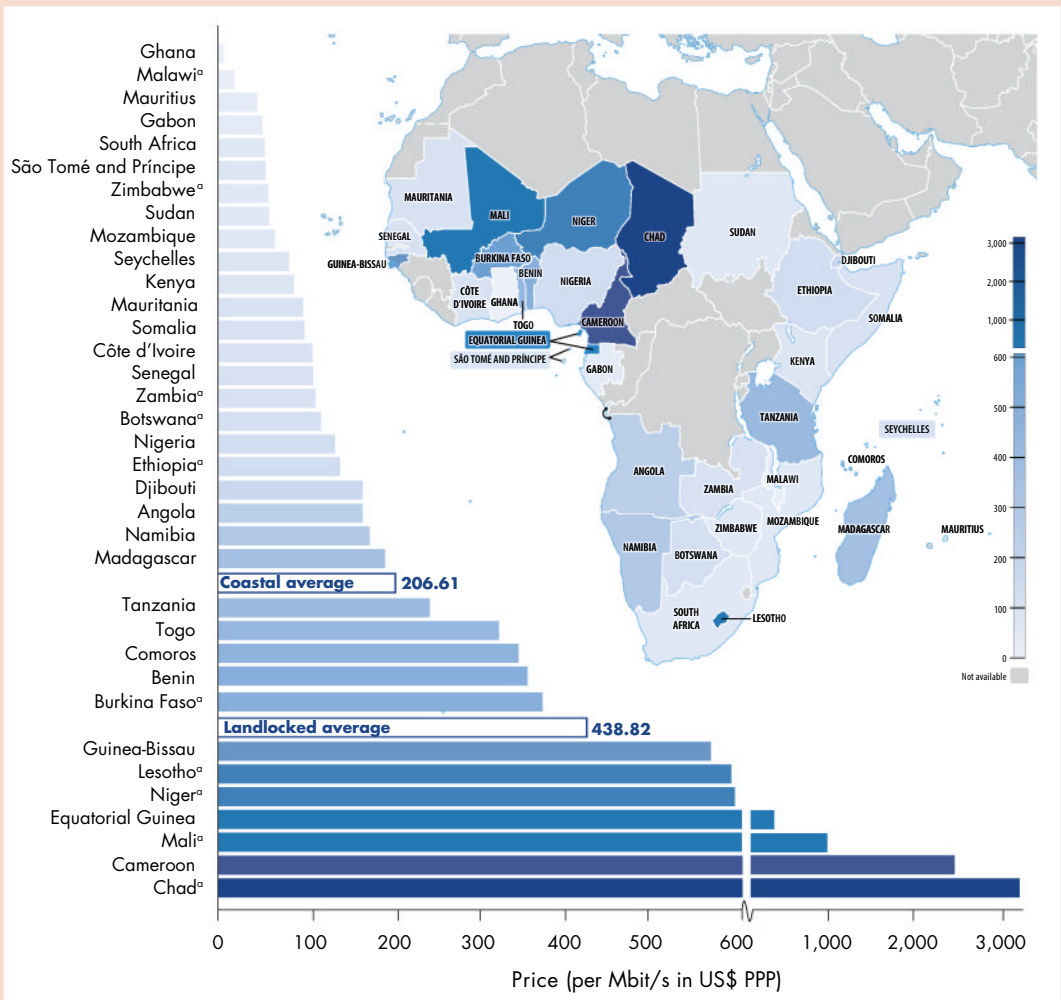 Ghana
Malawiᵃ
Mauritius
Gabon
South Africa
São Tomé and Príncipe
Zimbabweᵃ
Sudan
Mozambique
Seychelles
Kenya
Mauritania
Somalia
Côte d’Ivoire
Senegal
Zambiaᵃ
Botswanaᵃ
Nigeria
Ethiopiaᵃ
Djibouti
Angola
Namibia
Madagascar
Coastal average 206.61
Tanzania
Togo
Comoros
Benin
Burkina Fasoᵃ
Landlocked average 438.82
Guinea-Bissau
Lesothoᵃ
Nigerᵃ
Equatorial Guinea
Maliᵃ
Cameroon
Chadᵃ
0 100 200 300 400 500 600 1,000 2,000 3,000
Price (per Mbit/s in US$ PPP)
MAURITANIA
MALI
NIGER
CHAD
SUDAN
SENEGAL
GUINEA-BISSAU
BURKINA FASO
BENIN
NIGERIA
DJIBOUTI
CÔTE
D’IVOIRE
GHANA
ETHIOPIA
SOMALIA
TOGO
CAMEROON
EQUATORIAL GUINEA
SÃO TOMÉ AND PRÍNCIPE
GABON
KENYA
TANZANIA
SEYCHELLES
COMOROS
ANGOLA
ZAMBIA
MALAWI
MOZAMBIQUE
ZIMBABWE
MADAGASCAR
MAURITIUS
NAMIBIA
BOTSWANA
SOUTH
AFRICA
LESOTHO
3,000
2,000
1,000
600
500
400
300
200
100
0
Not available